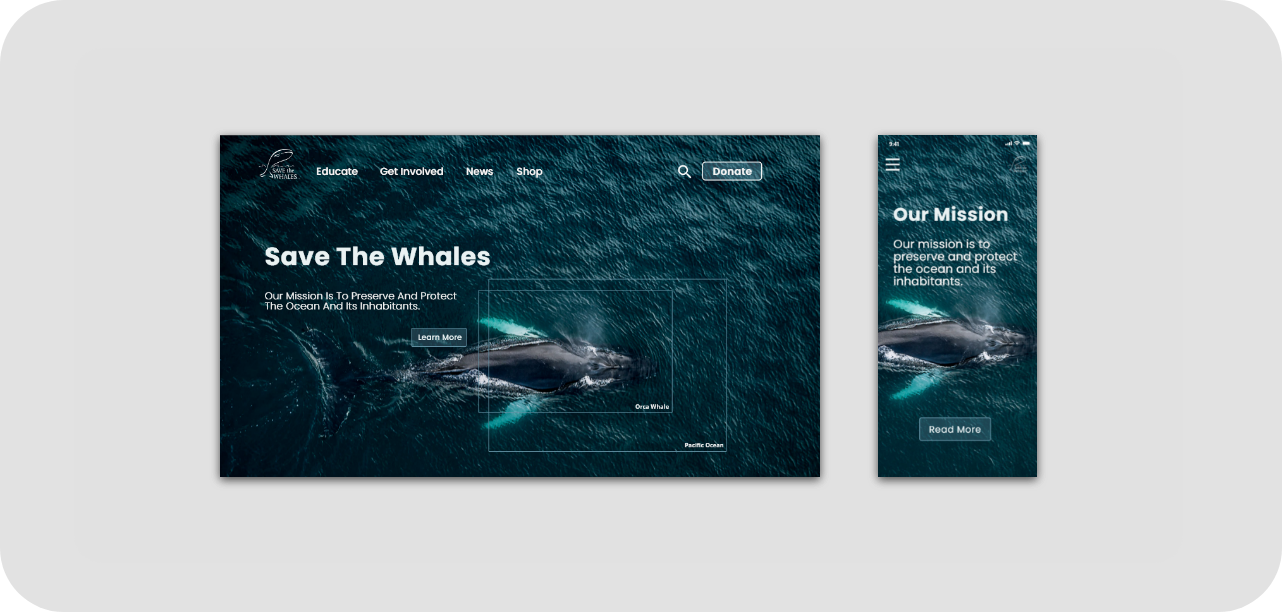 SAVE the
WHALES
Educate
Get Involved
News
Shop
Donate
Save The Whales
Our Mission Is To Preserve And Protect
The Ocean And Its Inhabitants.
Learn More
Orca Whale
Pacific Ocean
9:41
Our Mission
Our mission is to
preserve and protect
the ocean and its
inhabitants.
Read More